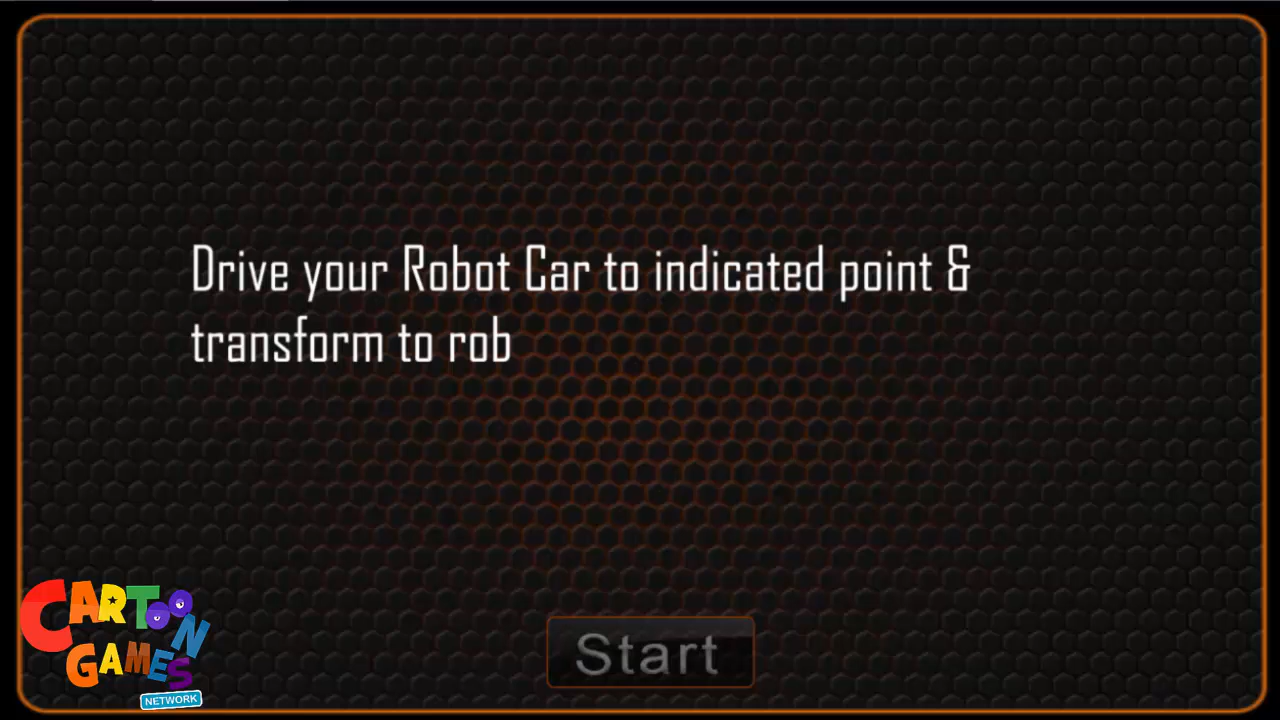 Drive your Robot Car to indicated point &
transform to rob
Start
CARTOON
GAMES
NETWORK